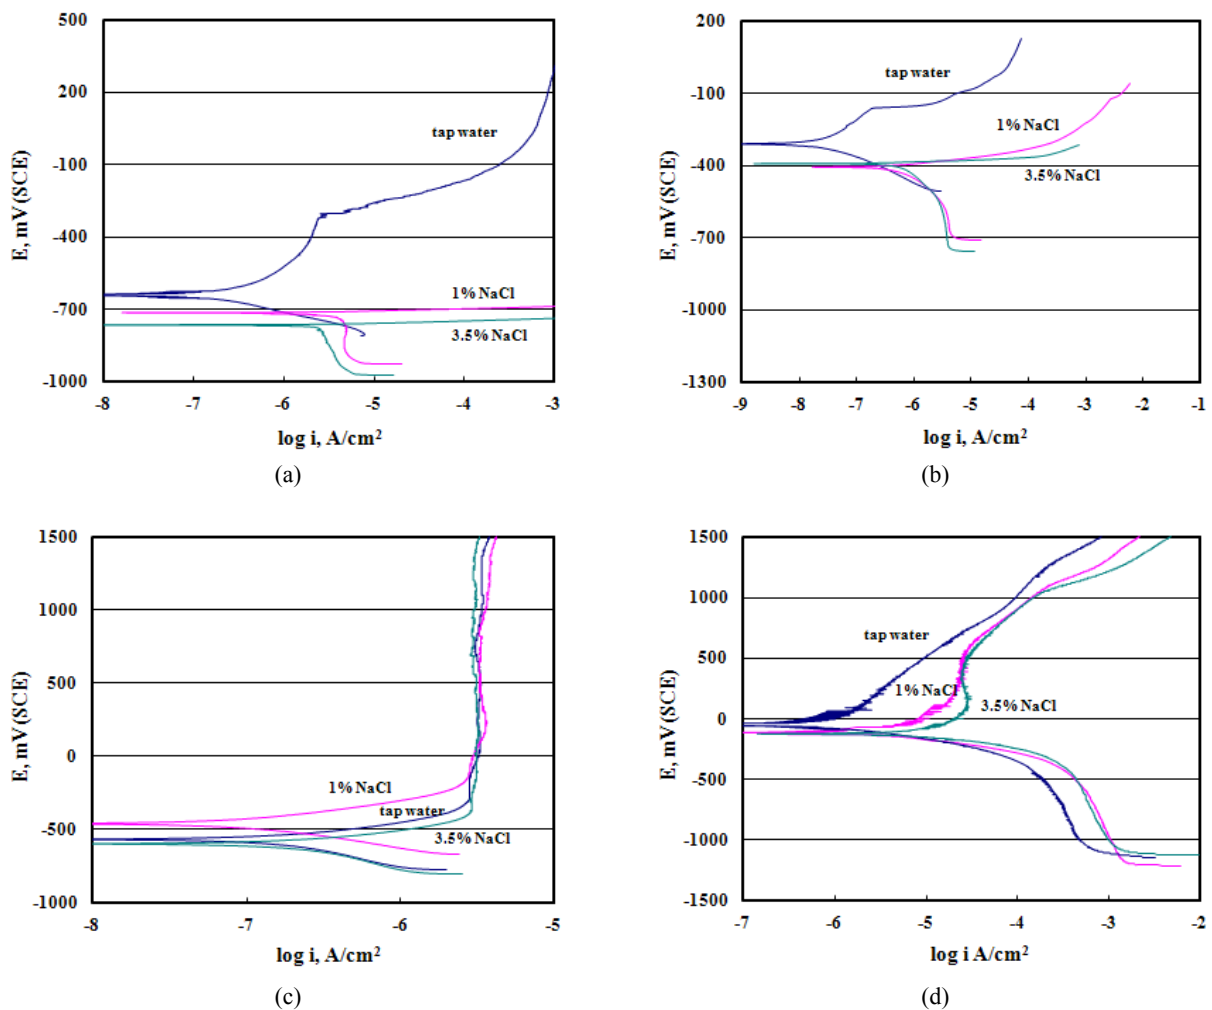 500
200
-100
-400
-700
-1000
E, mV(SCE)
tap water
1% NaCl
3.5% NaCl
-8 -7 -6 -5 -4 -3
log i, A/cm²
(a)
200
-100
-400
-700
-1000
-1300
E, mV(SCE)
tap water
1% NaCl
3.5% NaCl
-9 -8 -7 -6 -5 -4 -3 -2 -1
log i, A/cm²
(b)
1500
1000
500
0
-500
-1000
E, mV(SCE)
1% NaCl
tap water
3.5% NaCl
-8 -7 -6 -5
log i, A/cm²
(c)
1500
1000
500
0
-500
-1000
-1500
E, mV(SCE)
tap water
1% NaCl
3.5% NaCl
-7 -6 -5 -4 -3 -2
log i A/cm²
(d)